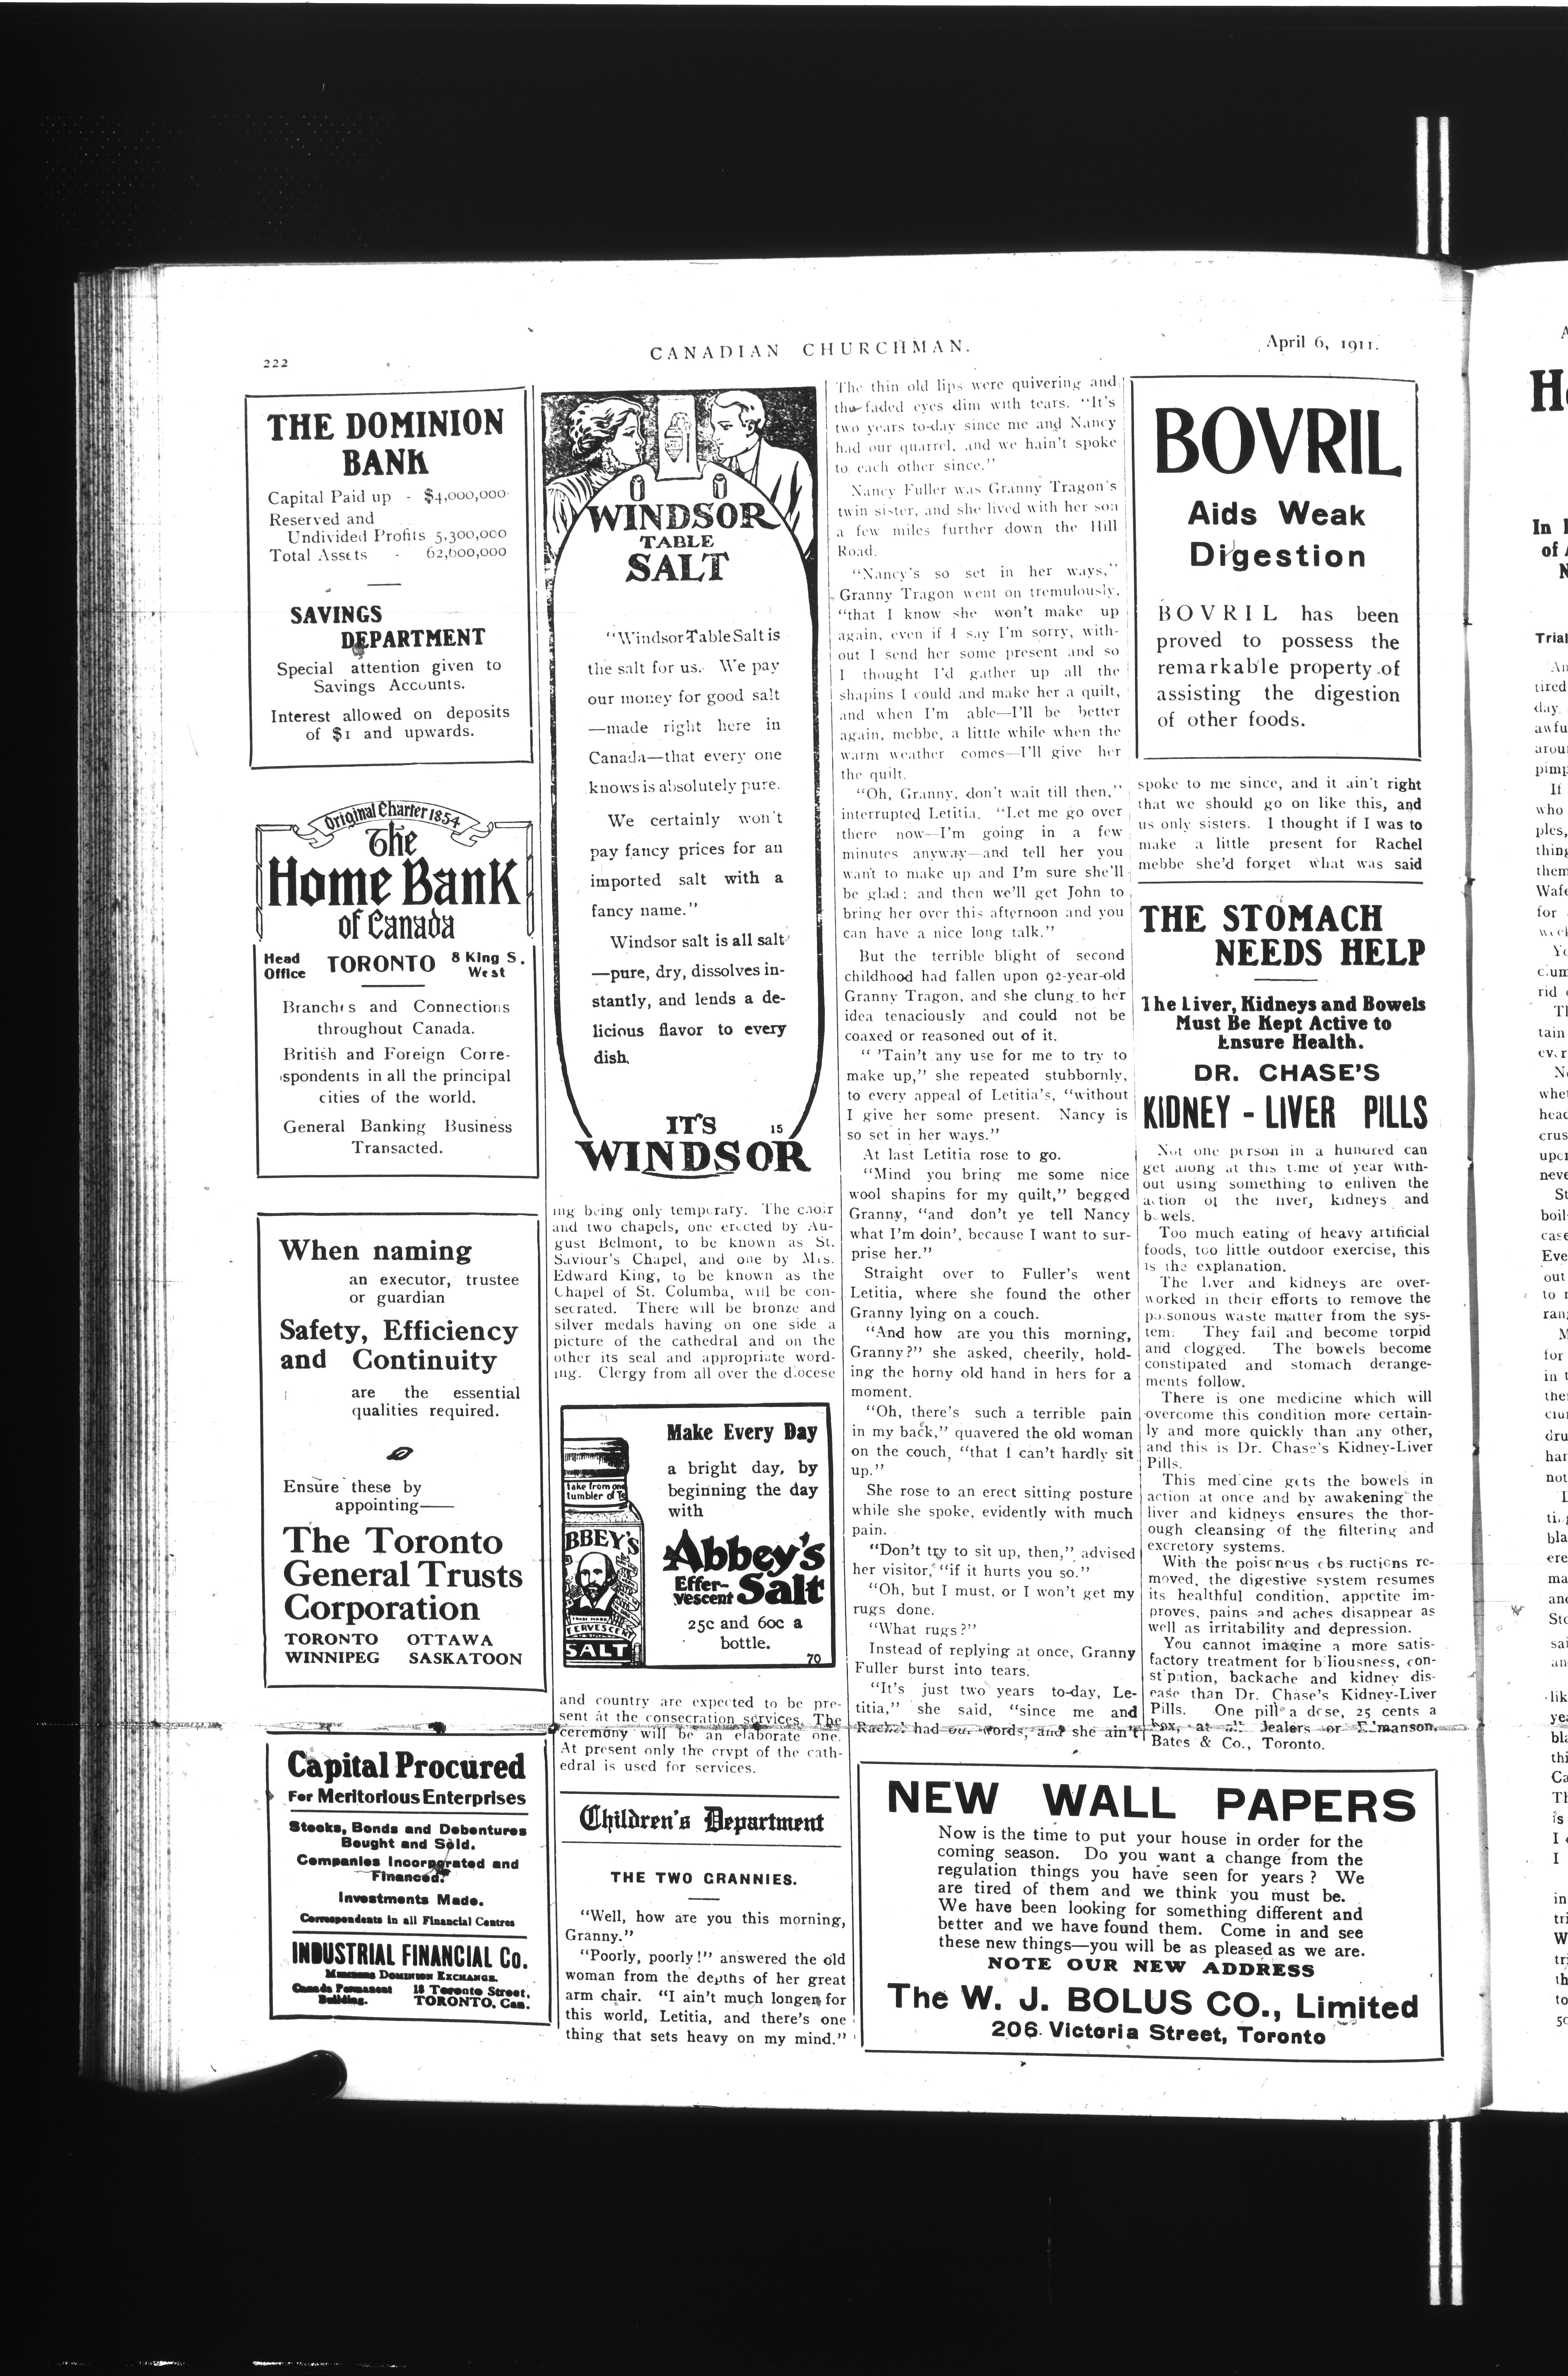 222
CANADIAN CHURCHMAN.
April 6, 1911.
THE DOMINION
BANK
Capital Paid up - $4,000,000
Reserved and
Undivided Profits 5,300,000
Total Assets - 62,600,000
SAVINGS
DEPARTMENT
Special attention given to
Savings Accounts.
Interest allowed on deposits
of $1 and upwards.
Original Charter 1854
The
Home Bank
of Canada
Head
Office
TORONTO
8 King S.
West
Branches and Connections
throughout Canada.
British and Foreign Corre-
spondents in all the principal
cities of the world.
General Banking Business
Transacted.
When naming
an executor, trustee
or guardian
Safety, Efficiency
and Continuity
are the essential
qualities required.
Ensure these by
appointing—
The Toronto
General Trusts
Corporation
TORONTO OTTAWA
WINNIPEG SASKATOON
Capital Procured
For Meritorious Enterprises
Stocks, Bonds and Debentures
Bought and Sold.
Companies Incorporated and
Financed.
Investments Made.
Correspondents in all Financial Centres
INDUSTRIAL FINANCIAL Co.
MEMBERS DOMINION EXCHANGE.
Canada Permanent
Building.
18 Toronto Street,
TORONTO, Can.
WINDSOR
TABLE
SALT
"Windsor Table Salt is
the salt for us. We pay
our money for good salt
—made right here in
Canada—that every one
knows is absolutely pure.
We certainly won't
pay fancy prices for an
imported salt with a
fancy name."
Windsor salt is all salt
—pure, dry, dissolves in-
stantly, and lends a de-
licious flavor to every
dish.
IT'S 15
WINDSOR
ing being only temporary. The choir
and two chapels, one erected by Au-
gust Belmont, to be known as St.
Saviour's Chapel, and one by Mrs.
Edward King, to be known as the
Chapel of St. Columba, will be con-
secrated. There will be bronze and
silver medals having on one side a
picture of the cathedral and on the
other its seal and appropriate word-
ing. Clergy from all over the diocese
take from one
tumbler of
BBEY'S
EFFERVESCENT
SALT
Make Every Day
a bright day, by
beginning the day
with
Abbey's
Effer-
vescent Salt
25c and 60c a
bottle.
70
and country are expected to be pre-
sent at the consecration services. The
ceremony will be an elaborate one.
At present only the crypt of the cath-
edral is used for services.
Children's Department
THE TWO GRANNIES.
"Well, how are you this morning,
Granny."
"Poorly, poorly!" answered the old
woman from the depths of her great
arm chair. "I ain't much longer for
this world, Letitia, and there's one
thing that sets heavy on my mind."
The thin old lips were quivering and
the faded eyes dim with tears. "It's
two years to-day since me and Nancy
had our quarrel, and we hain't spoke
to each other since."
Nancy Fuller was Granny Tragon's
twin sister, and she lived with her son
a few miles further down the Hill
Road.
"Nancy's so set in her ways,"
Granny Tragon went on tremulously,
"that I know she won't make up
again, even if I say I'm sorry, with-
out I send her some present and so
I thought I'd gather up all the
shapins I could and make her a quilt,
and when I'm able—I'll be better
again, mebbe, a little while when the
warm weather comes—I'll give her
the quilt.
"Oh, Granny, don't wait till then,"
interrupted Letitia. "Let me go over
there now—I'm going in a few
minutes anyway—and tell her you
want to make up and I'm sure she'll
be glad; and then we'll get John to
bring her over this afternoon and you
can have a nice long talk."
But the terrible blight of second
childhood had fallen upon 92-year-old
Granny Tragon, and she clung to her
idea tenaciously and could not be
coaxed or reasoned out of it.
" 'Tain't any use for me to try to
make up," she repeated stubbornly,
to every appeal of Letitia's, "without
I give her some present. Nancy is
so set in her ways."
At last Letitia rose to go.
"Mind you bring me some nice
wool shapins for my quilt," begged
Granny, "and don't ye tell Nancy
what I'm doin', because I want to sur-
prise her."
Straight over to Fuller's went
Letitia, where she found the other
Granny lying on a couch.
"And how are you this morning,
Granny?" she asked, cheerily, hold-
ing the horny old hand in hers for a
moment.
"Oh, there's such a terrible pain
in my back," quavered the old woman
on the couch, "that I can't hardly sit
up."
She rose to an erect sitting posture
while she spoke, evidently with much
pain.
"Don't try to sit up, then," advised
her visitor, "if it hurts you so."
"Oh, but I must, or I won't get my
rugs done.
"What rugs?"
Instead of replying at once, Granny
Fuller burst into tears.
"It's just two years to-day, Le-
titia," she said, "since me and
Rachel had our words, and she ain't
BOVRIL
Aids Weak
Digestion
BOVRIL has been
proved to possess the
remarkable property of
assisting the digestion
of other foods.
spoke to me since, and it ain't right
that we should go on like this, and
us only sisters. I thought if I was to
make a little present for Rachel
mebbe she'd forget what was said
THE STOMACH
NEEDS HELP
The Liver, Kidneys and Bowels
Must Be Kept Active to
Ensure Health.
DR. CHASE'S
KIDNEY - LIVER PILLS
Not one person in a hundred can
get along at this time of year with-
out using something to enliven the
action of the liver, kidneys and
bowels.
Too much eating of heavy artificial
foods, too little outdoor exercise, this
is the explanation.
The liver and kidneys are over-
worked in their efforts to remove the
poisonous waste matter from the sys-
tem. They fail and become torpid
and clogged. The bowels become
constipated and stomach derange-
ments follow.
There is one medicine which will
overcome this condition more certain-
ly and more quickly than any other,
and this is Dr. Chase's Kidney-Liver
Pills.
This medicine gets the bowels in
action at once and by awakening the
liver and kidneys ensures the thor-
ough cleansing of the filtering and
excretory systems.
With the poisonous obstructions re-
moved, the digestive system resumes
its healthful condition, appetite im-
proves, pains and aches disappear as
well as irritability and depression.
You cannot imagine a more satis-
factory treatment for biliousness, con-
stipation, backache and kidney dis-
ease than Dr. Chase's Kidney-Liver
Pills. One pill a dose, 25 cents a
box, at all dealers or Edmanson,
Bates & Co., Toronto.
NEW WALL PAPERS
Now is the time to put your house in order for the
coming season. Do you want a change from the
regulation things you have seen for years? We
are tired of them and we think you must be.
We have been looking for something different and
better and we have found them. Come in and see
these new things—you will be as pleased as we are.
NOTE OUR NEW ADDRESS
The W. J. BOLUS CO., Limited
206 Victoria Street, Toronto